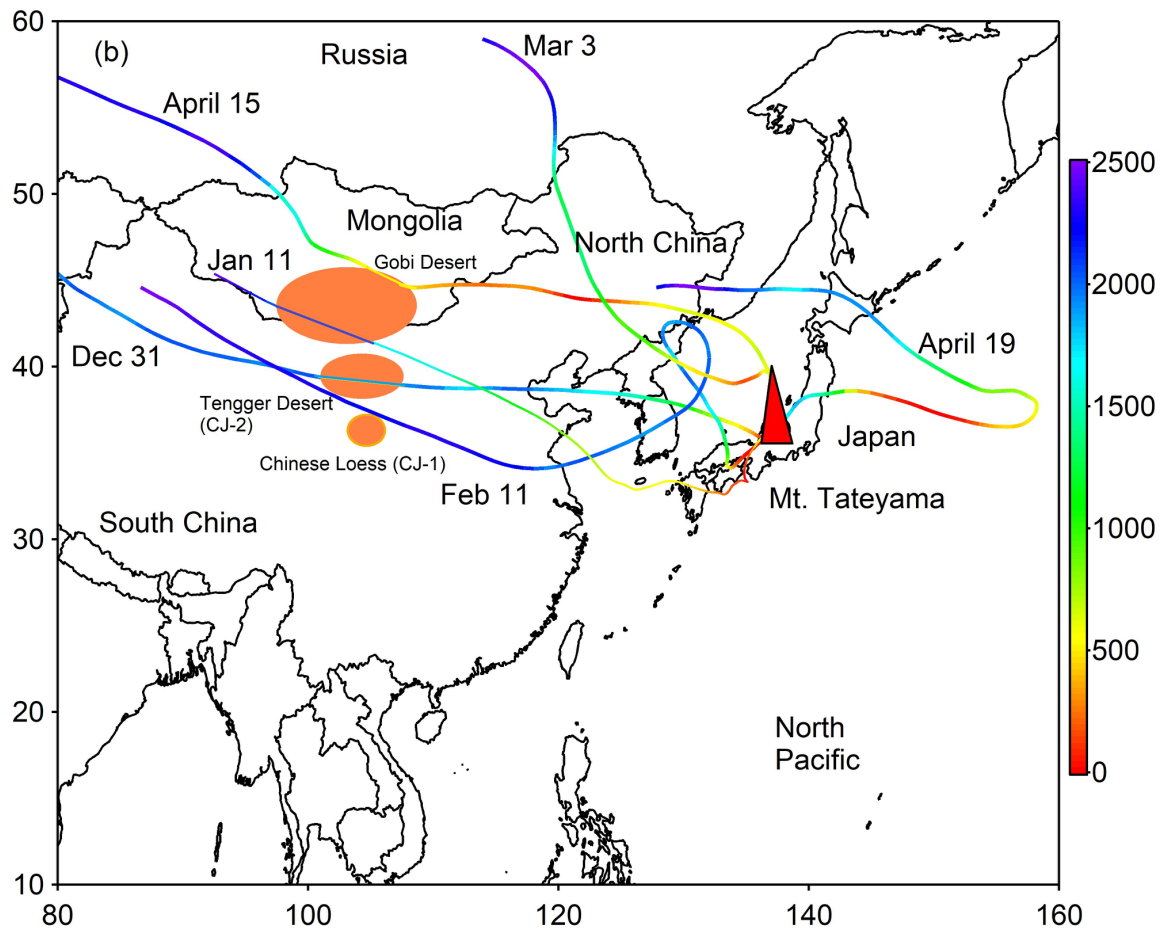 60
(b)
Russia
Mar 3
April 15
2500
50
Mongolia
North China
Jan 11
Gobi Desert
2000
40
Dec 31
April 19
Tengger Desert
(CJ-2)
1500
Japan
Chinese Loess (CJ-1)
Feb 11
Mt. Tateyama
South China
1000
30
500
20
North
Pacific
0
10
80
100
120
140
160